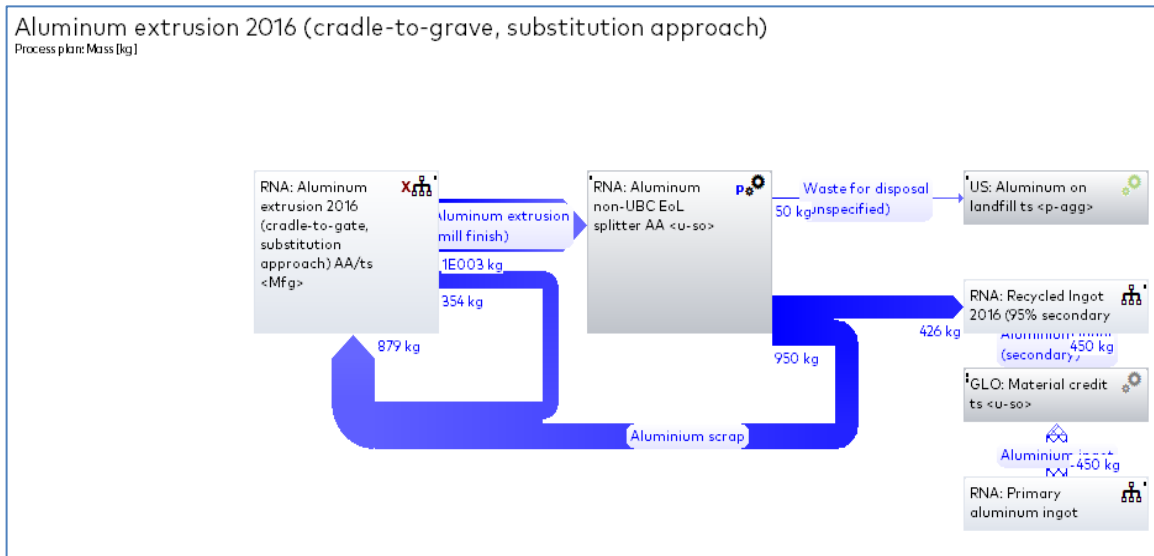 Aluminum extrusion 2016 (cradle-to-grave, substitution approach)
Process plan: Mass [kg]
RNA: Aluminum
extrusion 2016
(cradle-to-gate,
substitution
approach) AA/ts
<Mfg>
X
Aluminum extrusion
(mill finish)
1E003 kg
354 kg
879 kg
RNA: Aluminum
non-UBC EoL
splitter AA <u-so>
p
Waste for disposal
(unspecified)
50 kg
US: Aluminum on
landfill ts <p-agg>
950 kg
426 kg
RNA: Recycled Ingot
2016 (95% secondary
450 kg
(secondary)
GLO: Material credit
ts <u-so>
Aluminium scrap
Aluminium ingot
-450 kg
RNA: Primary
aluminum ingot